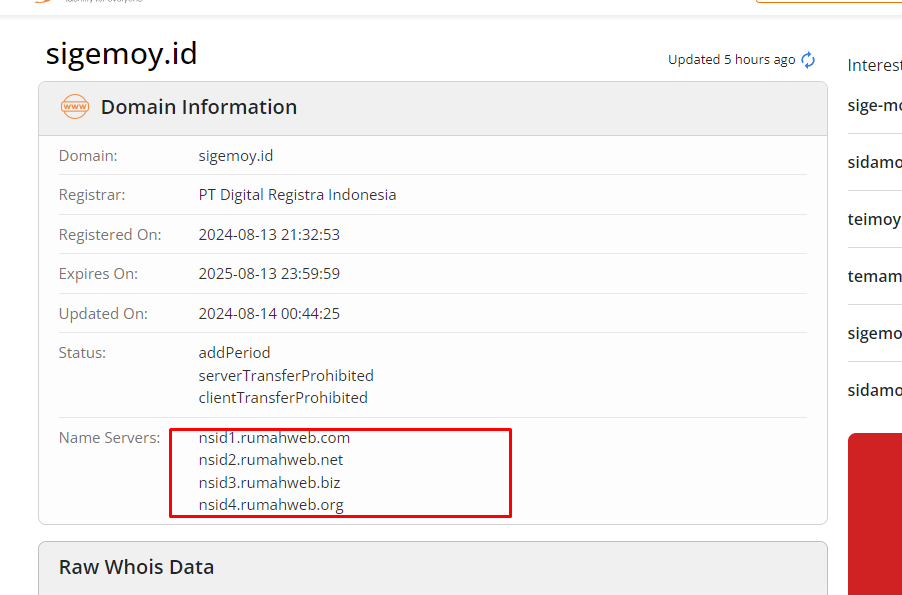 sigemoy.id
Updated 5 hours ago
Domain Information
Domain: sigemoy.id
Registrar: PT Digital Registra Indonesia
Registered On: 2024-08-13 21:32:53
Expires On: 2025-08-13 23:59:59
Updated On: 2024-08-14 00:44:25
Status: addPeriod
serverTransferProhibited
clientTransferProhibited
Name Servers: nsid1.rumahweb.com
nsid2.rumahweb.net
nsid3.rumahweb.biz
nsid4.rumahweb.org
Raw Whois Data
Interest
sige-mo
sidamo
teimoy
temam
sigemo
sidamo